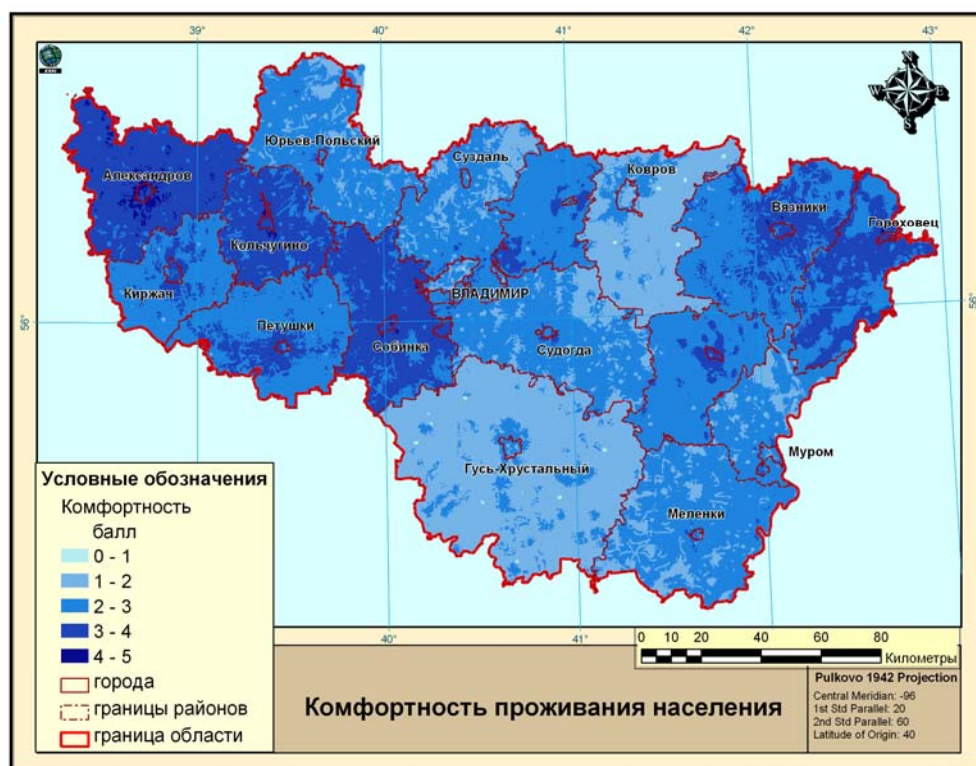 39°
40°
41°
42°
43°
N
W
E
S
Юрьев-Польский
Суздаль
Ковров
Александров
Вязники
Гороховец
Кольчугино
Киржач
ВЛАДИМИР
56°
56°
Петушки
Собинка
Судогда
Муром
Гусь-Хрустальный
Меленки
Условные обозначения
Комфортность
балл
0 - 1
1 - 2
2 - 3
3 - 4
4 - 5
города
границы районов
граница области
40°
41°
0 10 20 40 60 80
Километры
Комфортность проживания населения
Pulkovo 1942 Projection
Central Meridian: -96
1st Std Parallel: 20
2nd Std Parallel: 60
Latitude of Origin: 40